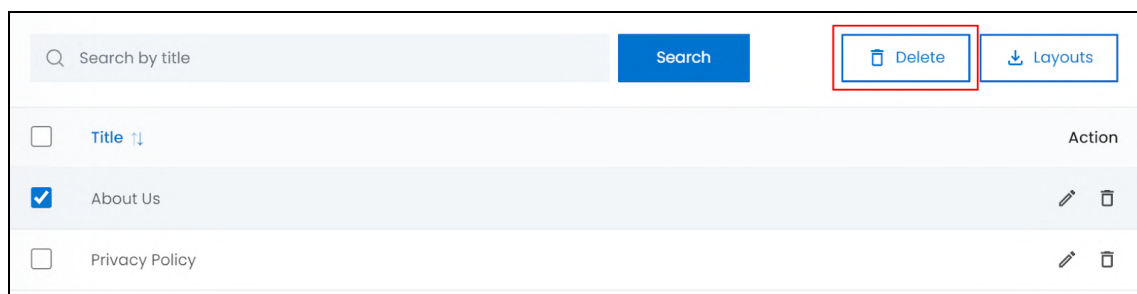 Search by title Search Delete Layouts
Title Action
About Us
Privacy Policy